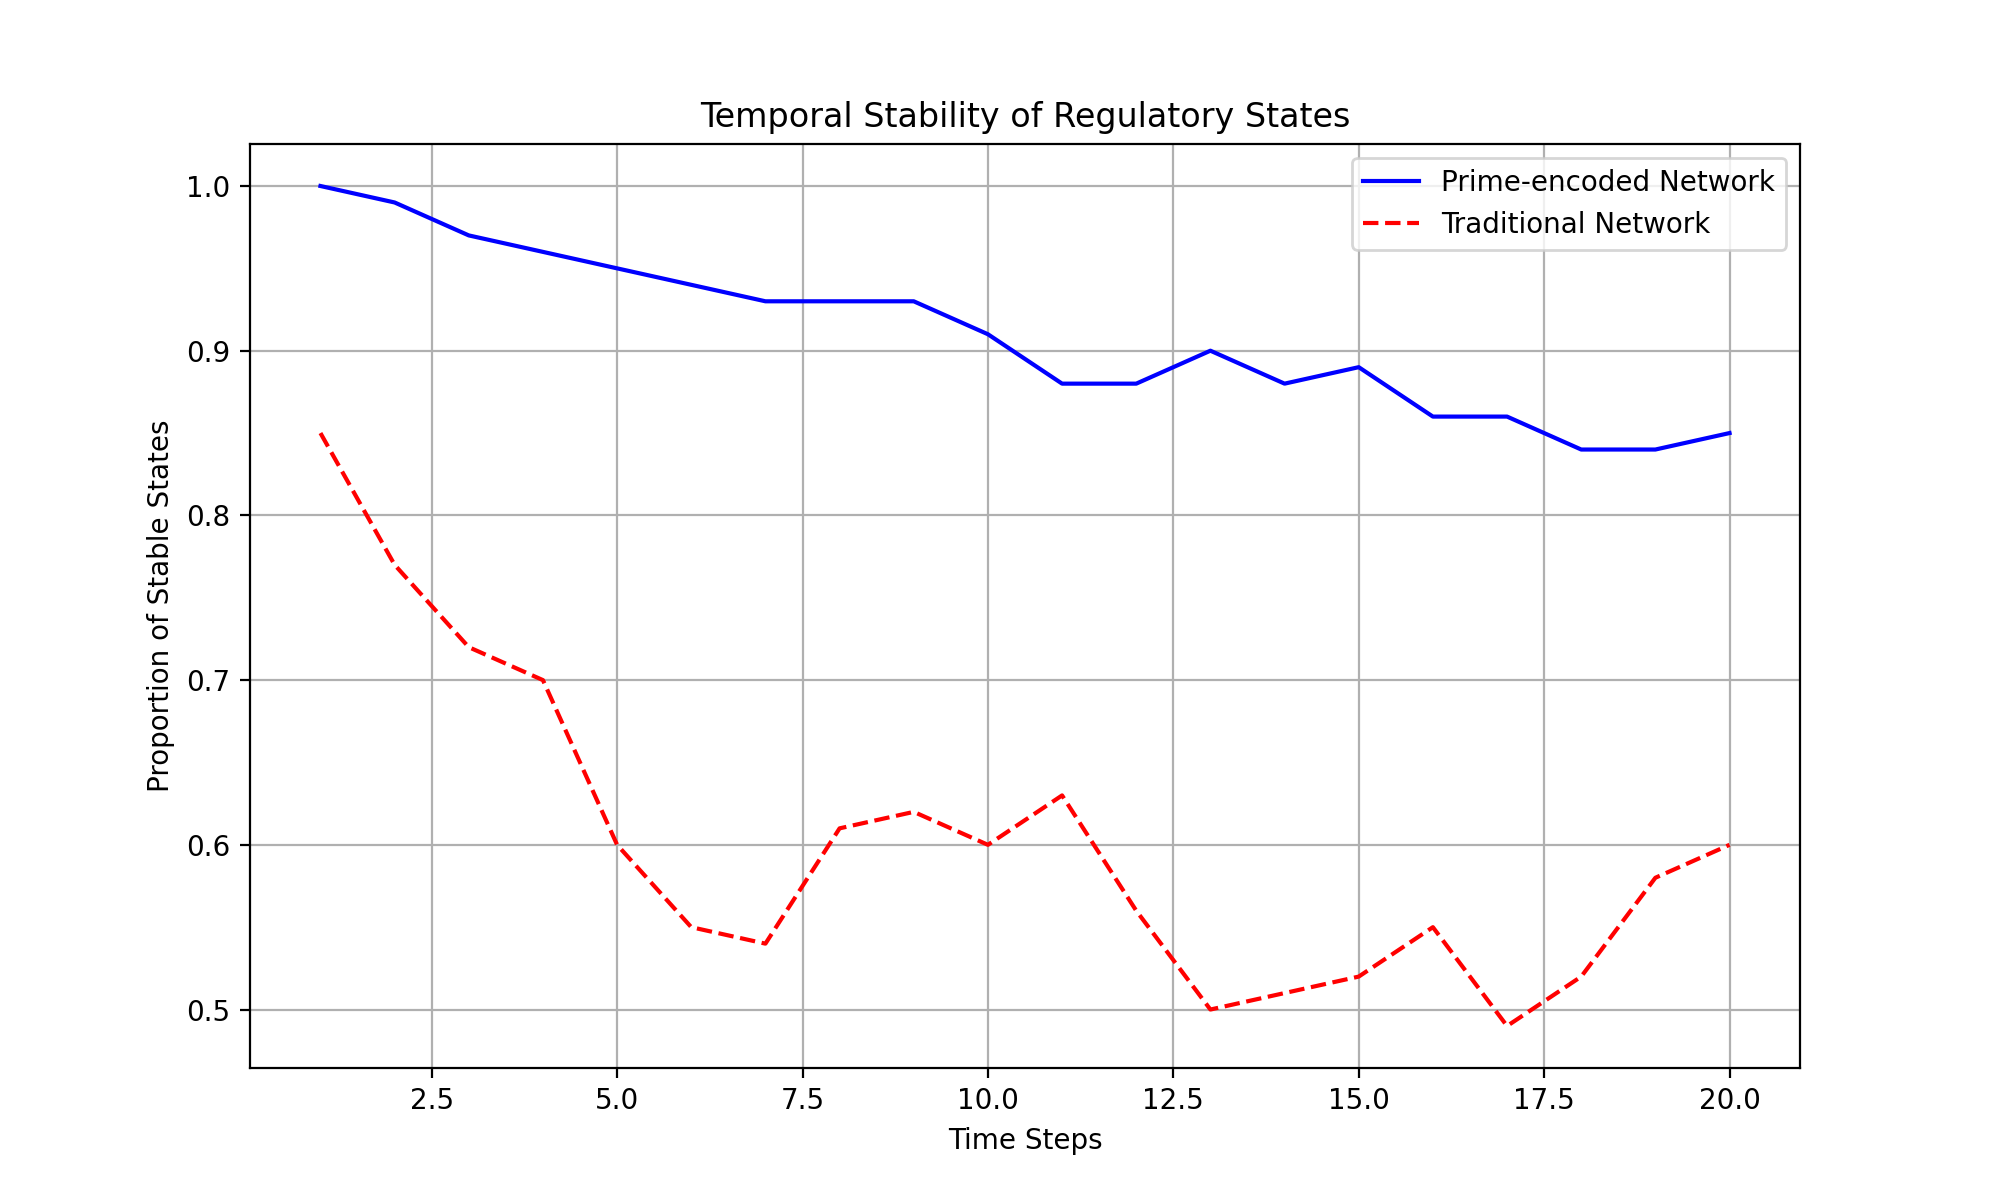 Temporal Stability of Regulatory States
Prime-encoded Network
Traditional Network
Proportion of Stable States
1.0
0.9
0.8
0.7
0.6
0.5
2.5 5.0 7.5 10.0 12.5 15.0 17.5 20.0
Time Steps